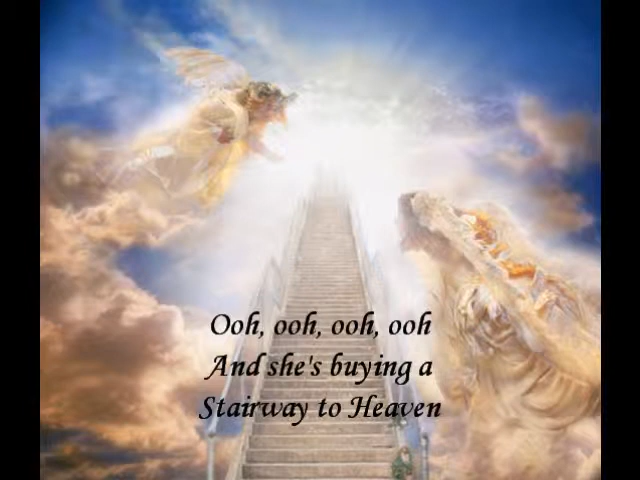 Ooh, ooh, ooh, ooh
And she's buying a
Stairway to Heaven